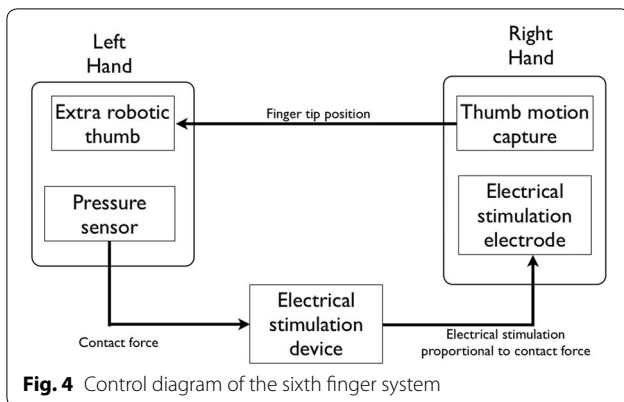 Left
Hand
Right
Hand
Extra robotic
thumb
Finger tip position
Thumb motion
capture
Pressure
sensor
Electrical
stimulation
electrode
Contact force
Electrical
stimulation
device
Electrical stimulation
proportional to contact force
Fig. 4 Control diagram of the sixth finger system